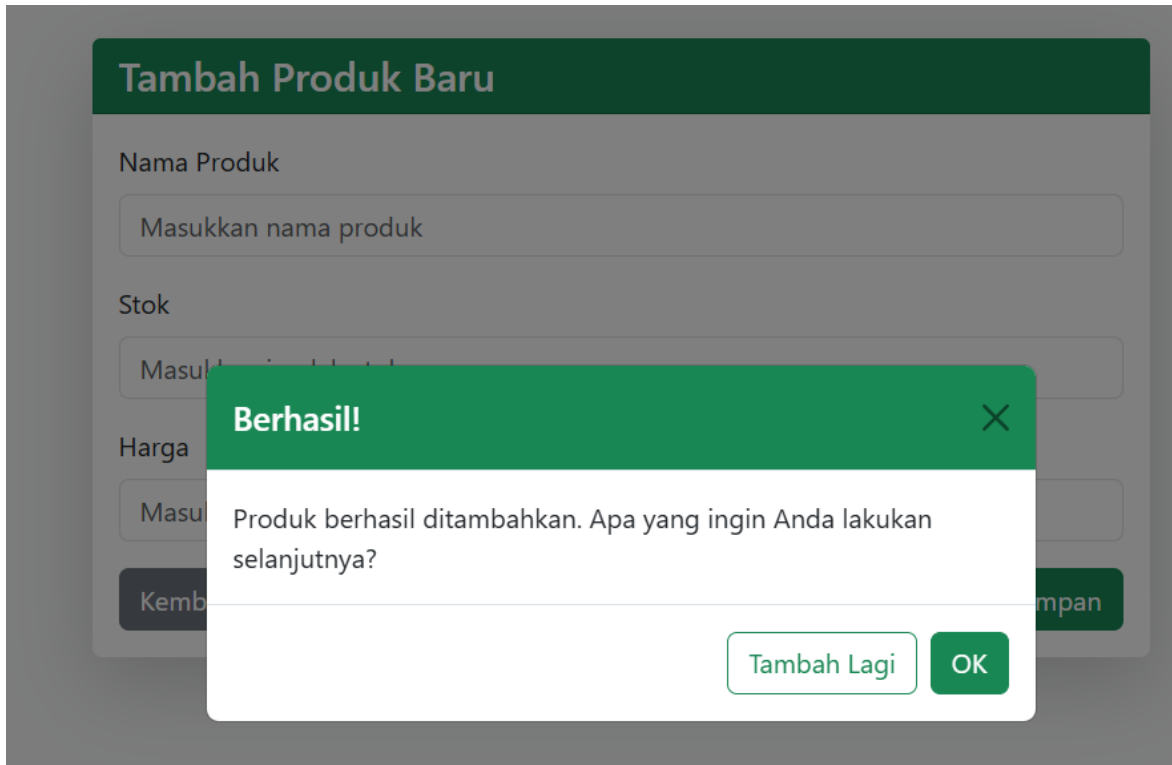 Tambah Produk Baru
Nama Produk
Masukkan nama produk
Stok
Berhasil!
Harga
Produk berhasil ditambahkan. Apa yang ingin Anda lakukan
selanjutnya?
Tambah Lagi
OK